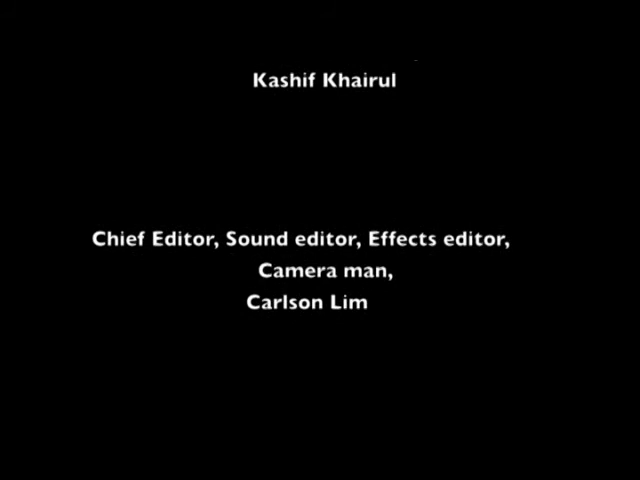 Kashif Khairul
Chief Editor, Sound editor, Effects editor,
Camera man,
Carlson Lim